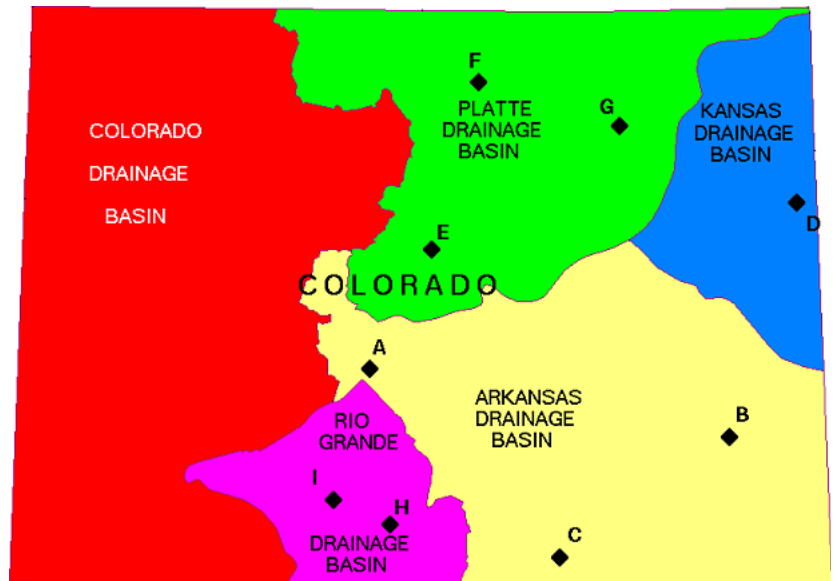 F
PLATTE
DRAINAGE
BASIN
G
KANSAS
DRAINAGE
BASIN
COLORADO
DRAINAGE
BASIN
D
E
COLORADO
A
ARKANSAS
DRAINAGE
BASIN
B
RIO
GRANDE
I
H
DRAINAGE
BASIN
C